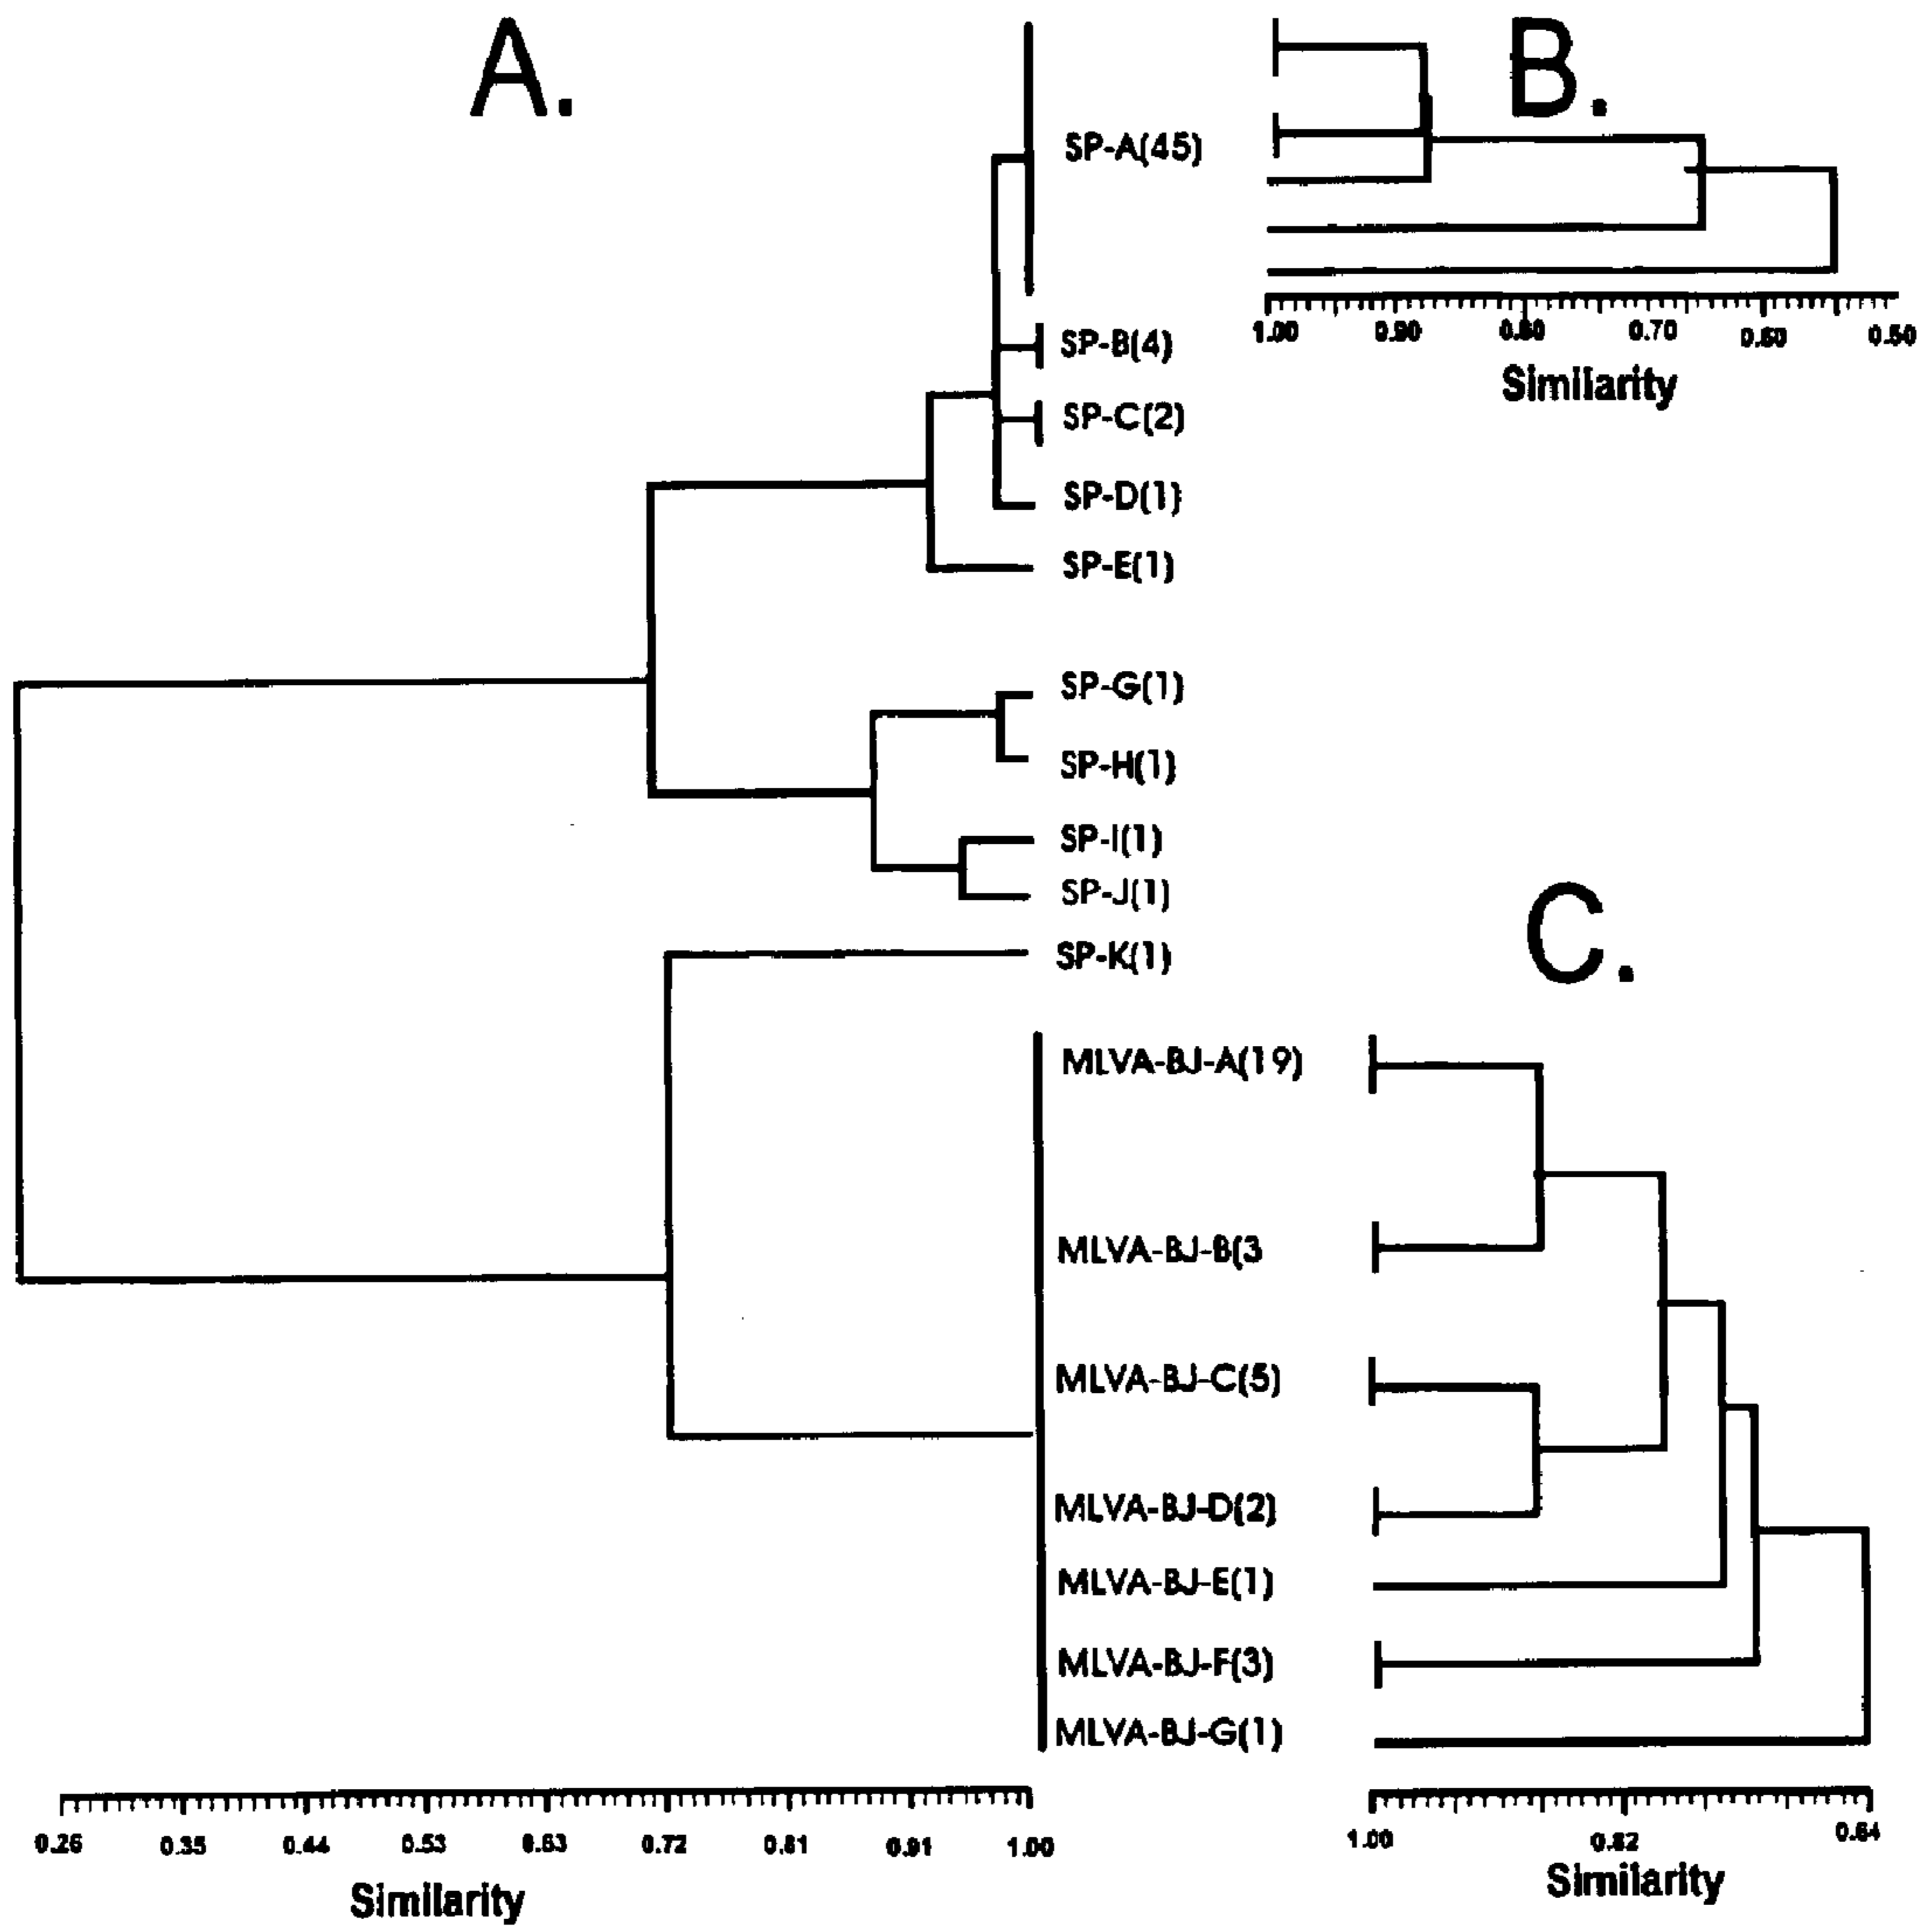 A.
B.
SP-A(45)
SP-B(4)
1.00 0.90 0.80 0.70 0.60 0.50
Similarity
SP-C(2)
SP-D(1)
SP-E(1)
SP-G(1)
SP-H(1)
SP-I(1)
SP-J(1)
C.
SP-K(1)
MLVA-BJ-A(19)
MLVA-BJ-B(3
MLVA-BJ-C(5)
MLVA-BJ-D(2)
MLVA-BJ-E(1)
MLVA-BJ-F(3)
MLVA-BJ-G(1)
0.26 0.35 0.44 0.53 0.63 0.72 0.81 0.91 1.00
Similarity
1.00 0.82 0.64
Similarity